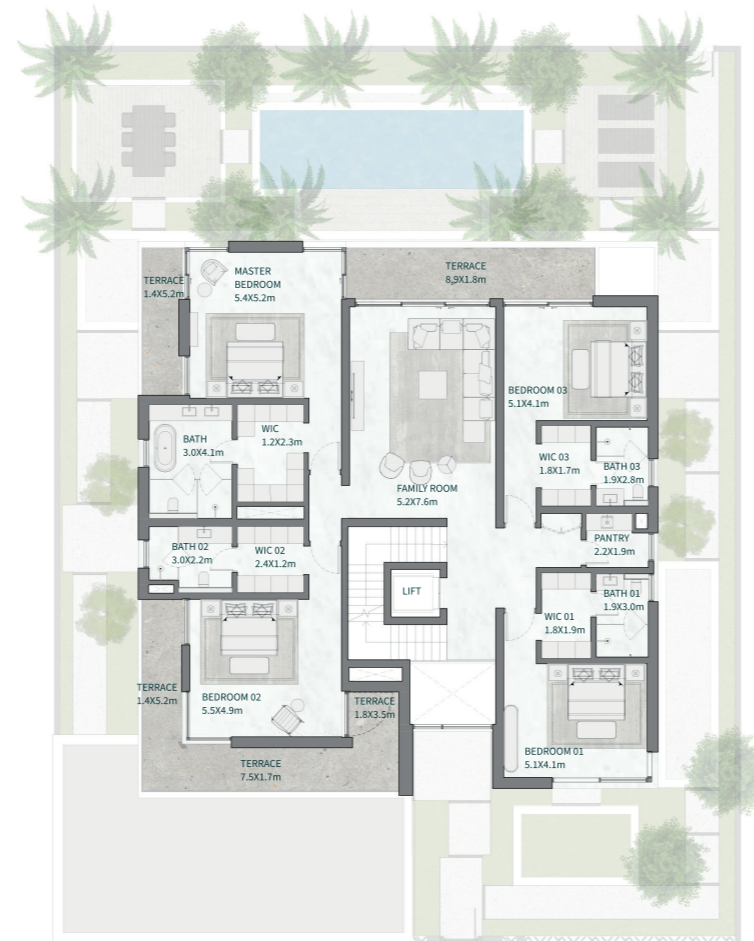 TERRACE
1.4X5.2m
MASTER
BEDROOM
5.4X5.2m
TERRACE
8,9X1.8m
BEDROOM 03
5.1X4.1m
BATH
3.0X4.1m
WIC
1.2X2.3m
FAMILY ROOM
5.2X7.6m
WIC 03
1.8X1.7m
BATH 03
1.9X2.8m
BATH 02
3.0X2.2m
WIC 02
2.4X1.2m
PANTRY
2.2X1.9m
LIFT
WIC 01
1.8X1.9m
BATH 01
1.9X3.0m
TERRACE
1.4X5.2m
BEDROOM 02
5.5X4.9m
TERRACE
1.8X3.5m
TERRACE
7.5X1.7m
BEDROOM 01
5.1X4.1m